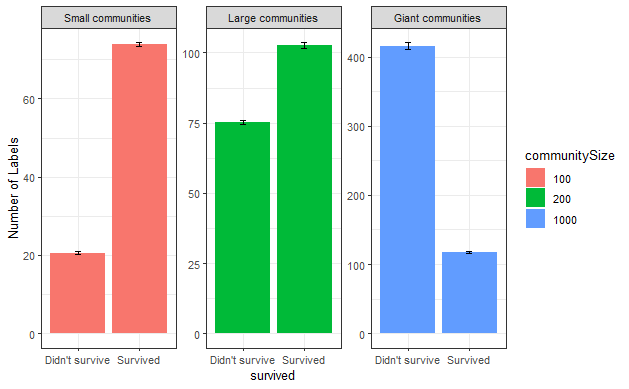 Small communities
Large communities
Giant communities
Number of Labels
0
20
40
60
0
25
50
75
100
0
100
200
300
400
Didn't survive
Survived
Didn't survive
Survived
Didn't survive
Survived
survived
communitySize
100
200
1000